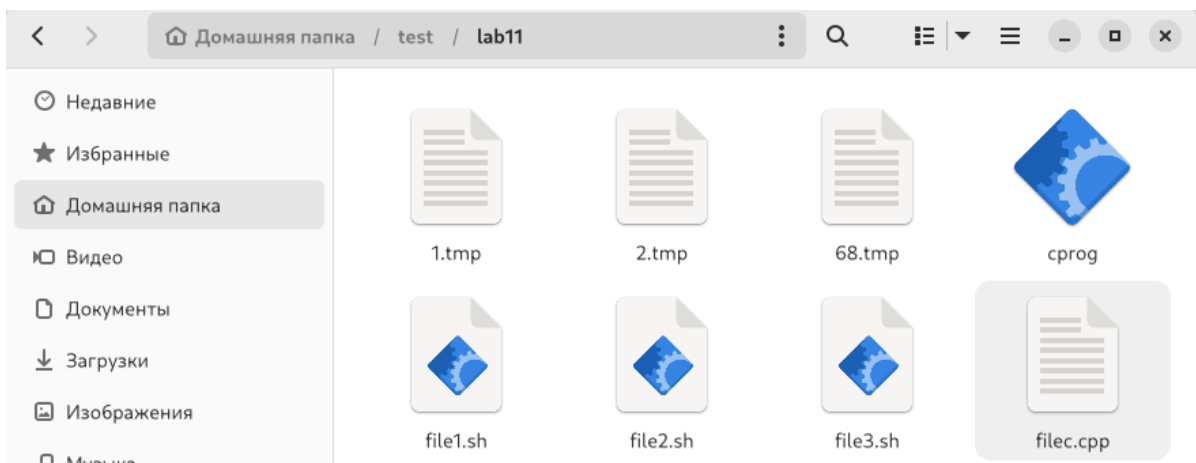 Домашняя папка / test / lab11
Недавние
Избранные
Домашняя папка
Видео
Документы
Загрузки
Изображения
Музыка
1.tmp
2.tmp
68.tmp
cprog
file1.sh
file2.sh
file3.sh
filec.cpp